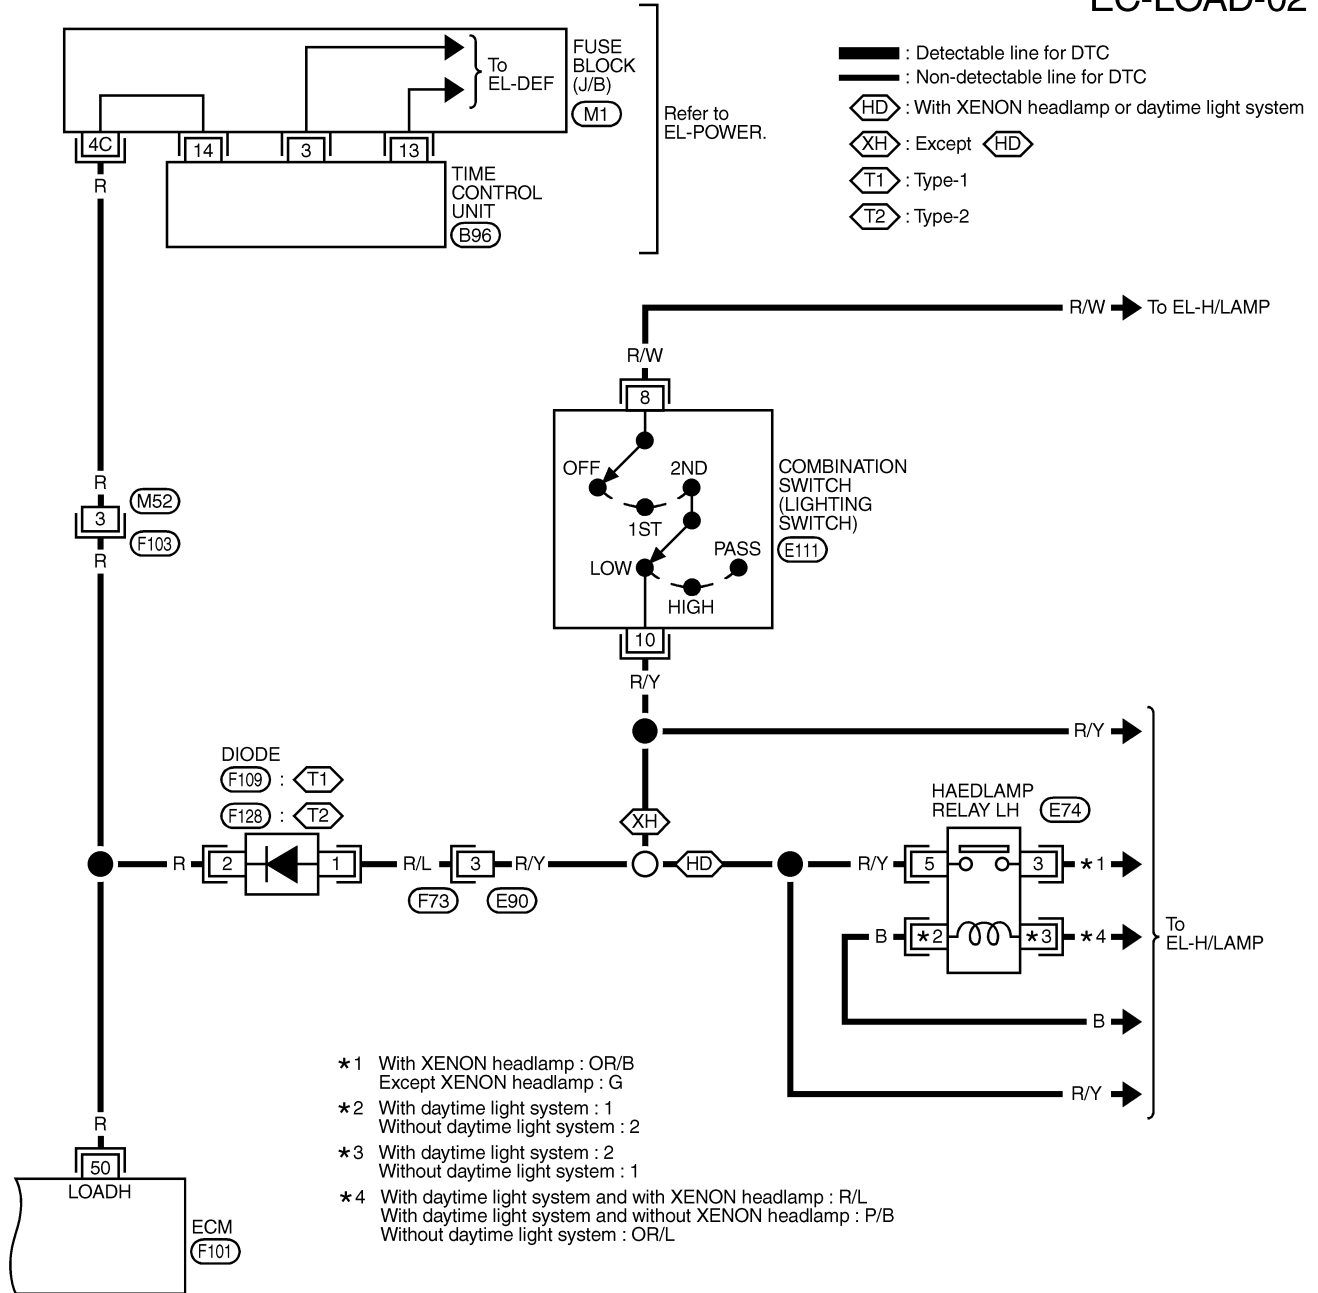 EC-LOAD-02
FUSE
BLOCK
(J/B)
M1
To
EL-DEF
Refer to
EL-POWER.
: Detectable line for DTC
: Non-detectable line for DTC
HD : With XENON headlamp or daytime light system
XH : Except HD
T1 : Type-1
T2 : Type-2
4C
14
3
13
R
TIME
CONTROL
UNIT
B96
R/W
To EL-H/LAMP
R/W
8
OFF
2ND
1ST
LOW
PASS
HIGH
COMBINATION
SWITCH
(LIGHTING
SWITCH)
E111
10
R/Y
R
3
M52
F103
R
R/Y
DIODE
F109 : T1
F128 : T2
XH
HAEDLAMP
RELAY LH
E74
R
2
1
R/L
3
R/Y
HD
R/Y
5
3
*1
F73
E90
B
*2
*3
*4
To
EL-H/LAMP
B
R/Y
*1 With XENON headlamp : OR/B
Except XENON headlamp : G
*2 With daytime light system : 1
Without daytime light system : 2
*3 With daytime light system : 2
Without daytime light system : 1
*4 With daytime light system and with XENON headlamp : R/L
With daytime light system and without XENON headlamp : P/B
Without daytime light system : OR/L
R
50
LOADH
ECM
F101